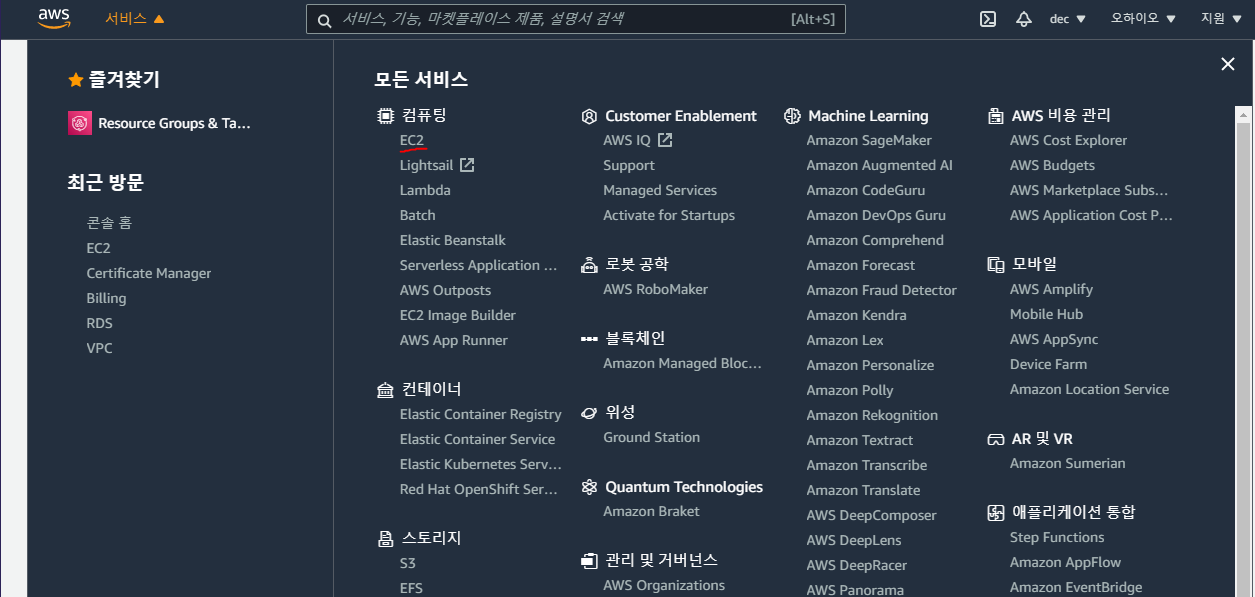 aws
서비스
서비스, 기능, 마켓플레이스 제품, 설명서 검색
[Alt+S]
dec
오하이오
지원
즐겨찾기
Resource Groups & Ta...
최근 방문
콘솔 홈
EC2
Certificate Manager
Billing
RDS
VPC
모든 서비스
컴퓨팅
EC2
Lightsail
Lambda
Batch
Elastic Beanstalk
Serverless Application ...
AWS Outposts
EC2 Image Builder
AWS App Runner
컨테이너
Elastic Container Registry
Elastic Container Service
Elastic Kubernetes Serv...
Red Hat OpenShift Ser...
스토리지
S3
EFS
Customer Enablement
AWS IQ
Support
Managed Services
Activate for Startups
로봇 공학
AWS RoboMaker
블록체인
Amazon Managed Bloc...
위성
Ground Station
Quantum Technologies
Amazon Braket
관리 및 거버넌스
AWS Organizations
Machine Learning
Amazon SageMaker
Amazon Augmented AI
Amazon CodeGuru
Amazon DevOps Guru
Amazon Comprehend
Amazon Forecast
Amazon Fraud Detector
Amazon Kendra
Amazon Lex
Amazon Personalize
Amazon Polly
Amazon Rekognition
Amazon Textract
Amazon Transcribe
Amazon Translate
AWS DeepComposer
AWS DeepLens
AWS DeepRacer
AWS Panorama
AWS 비용 관리
AWS Cost Explorer
AWS Budgets
AWS Marketplace Subs...
AWS Application Cost P...
모바일
AWS Amplify
Mobile Hub
AWS AppSync
Device Farm
Amazon Location Service
AR 및 VR
Amazon Sumerian
애플리케이션 통합
Step Functions
Amazon AppFlow
Amazon EventBridge